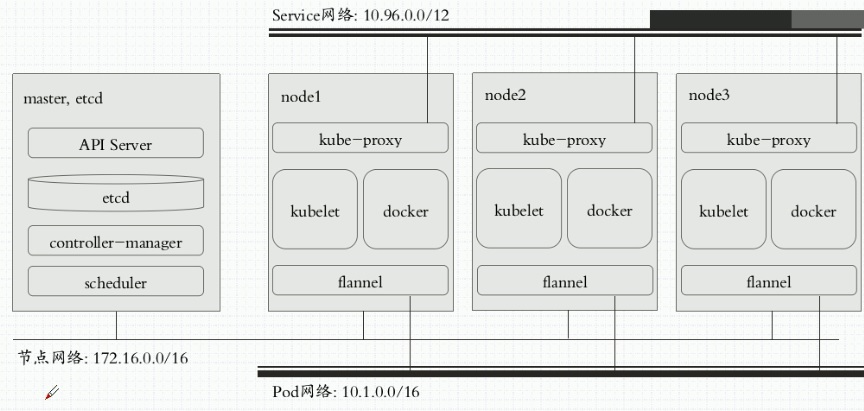 Service网络: 10.96.0.0/12
master, etcd
API Server
etcd
controller-manager
scheduler
node1
kube-proxy
kubelet
docker
flannel
node2
kube-proxy
kubelet
docker
flannel
node3
kube-proxy
kubelet
docker
flannel
节点网络: 172.16.0.0/16
Pod网络: 10.1.0.0/16